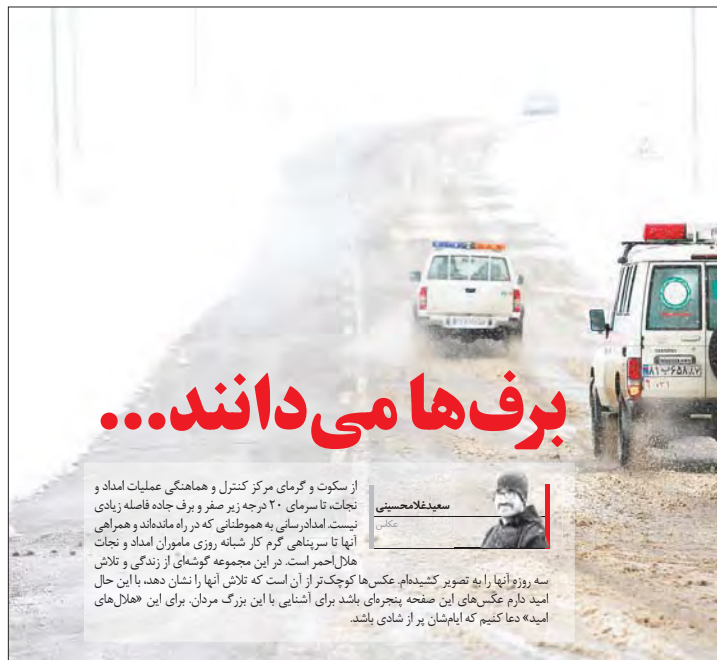 برف‌ها می‌دانند...
سعیدغلامحسینی
عکاس
از سکوت و گرمای مرکز کنترل و هماهنگی عملیات امداد و
نجات، تا سرمای ۲۰ درجه زیر صفر و برف جاده فاصله زیادی
نیست. امدادرسانی به هموطنانی که در راه مانده‌اند و همراهی
آنها تا سرپناهی گرم کار شبانه روزی ماموران امداد و نجات
هلال‌احمر است. در این مجموعه گوشه‌ای از زندگی و تلاش
سه روزه آنها را به تصویر کشیده‌ام. عکس‌ها کوچک‌تر از آن است که تلاش آنها را نشان دهد، با این حال
امید دارم عکس‌های این صفحه پنجره‌ای باشد برای آشنایی با این بزرگ مردان. برای این «هلال‌های
امید» دعا کنیم که ایام‌شان پر از شادی باشد.